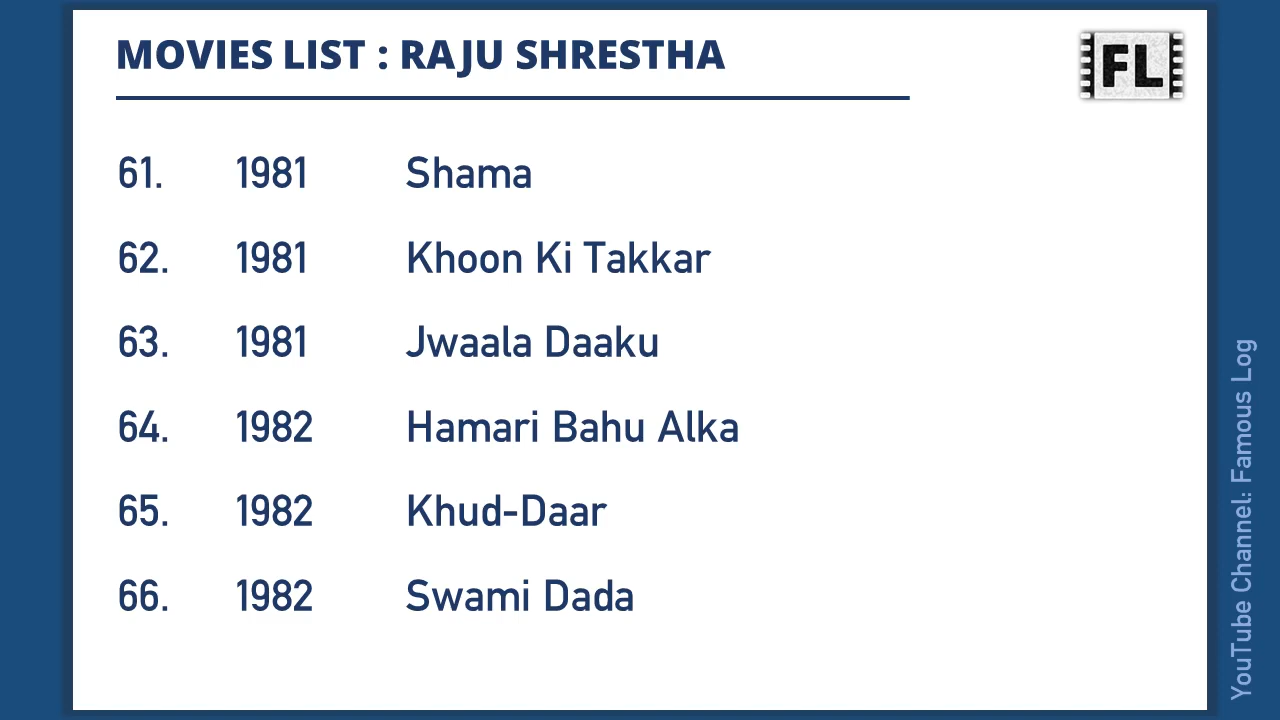 MOVIES LIST : RAJU SHRESTHA
FL
61. 1981 Shama
62. 1981 Khoon Ki Takkar
63. 1981 Jwaala Daaku
64. 1982 Hamari Bahu Alka
65. 1982 Khud-Daar
66. 1982 Swami Dada
YouTube Channel: Famous Log